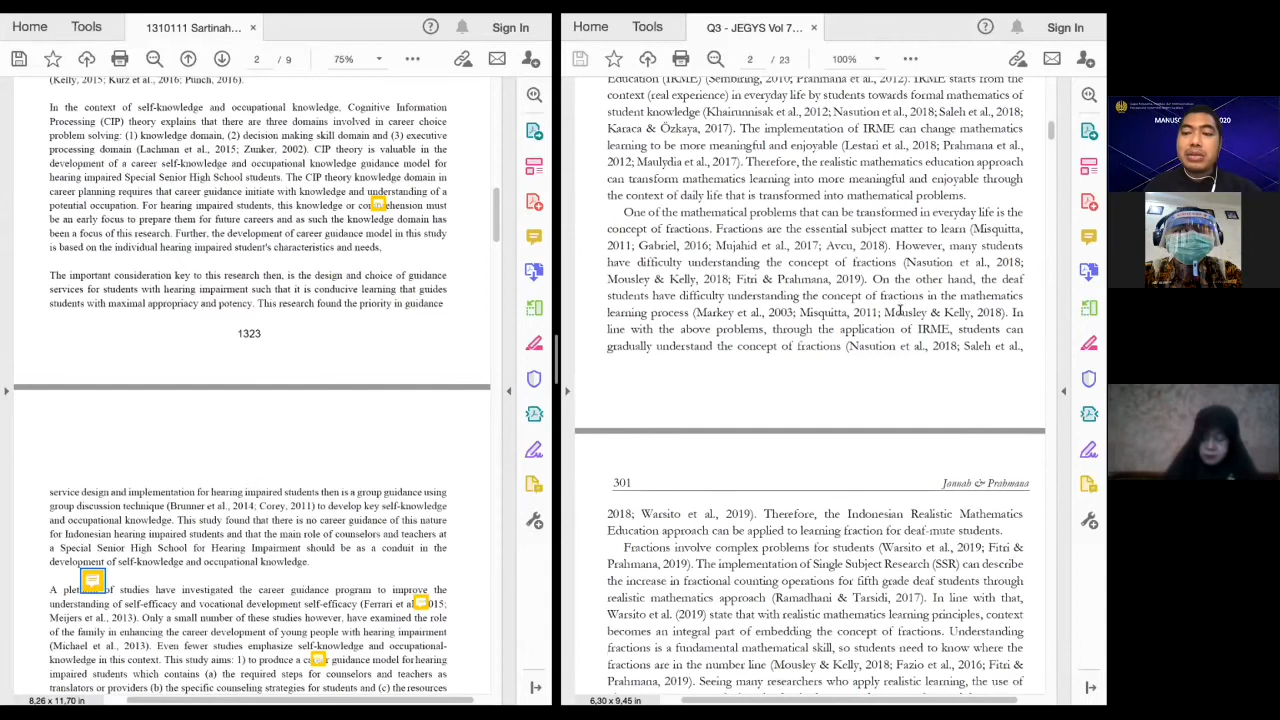 Home
Tools
1310111 Sartinah...
×
Sign In
2 / 9
75%
(Kelly, 2015; Kurz et al., 2016; Punch, 2016).
In the context of self-knowledge and occupational knowledge, Cognitive Information
Processing (CIP) theory explains that there are three domains involved in career choice
problem solving: (1) knowledge domain, (2) decision making skill domain and (3) executive
processing domain (Lachman et al., 2015; Zunker, 2002). CIP theory is valuable in the
development of a career self-knowledge and occupational knowledge guidance model for
hearing impaired Special Senior High School students. The CIP theory knowledge domain in
career planning requires that career guidance initiate with knowledge and understanding of a
potential occupation. For hearing impaired students, this knowledge or comprehension must
be an early focus to prepare them for future careers and as such the knowledge domain has
been a focus of this research. Further, the development of career guidance model in this study
is based on the individual hearing impaired student's characteristics and needs,
The important consideration key to this research then, is the design and choice of guidance
services for students with hearing impairment such that it is conducive learning that guides
students with maximal appropriacy and potency. This research found the priority in guidance
1323
service design and implementation for hearing impaired students then is a group guidance using
group discussion technique (Brunner et al., 2014; Corey, 2011) to develop key self-knowledge
and occupational knowledge. This study found that there is no career guidance of this nature
for Indonesian hearing impaired students and that the main role of counselors and teachers at
a Special Senior High School for Hearing Impairment should be as a conduit in the
development of self-knowledge and occupational knowledge.
A of studies have investigated the career guidance program to improve the
understanding of self-efficacy and vocational development self-efficacy (Ferrari et al 2015;
Meijers et al., 2013). Only a small number of these studies however, have examined the role
of the family in enhancing the career development of young people with hearing impairment
(Michael et al., 2013). Even fewer studies emphasize self-knowledge and occupational-
knowledge in this context. This study aims: 1) to produce a career guidance model for hearing
impaired students which contains (a) the required steps for counselors and teachers as
translators or providers (b) the specific counseling strategies for students and (c) the resources
8,26 x 11,70 in
Home
Tools
Q3 - JEGYS Vol 7...
×
Sign In
2 / 23
100%
Education (IRME) (Sembiring, 2010; Prahmana et al., 2012). IRME starts from the
context (real experience) in everyday life by students towards formal mathematics of
student knowledge (Khairunnisak et al., 2012; Nasution et al., 2018; Saleh et al., 2018;
Karaca & Özkaya, 2017). The implementation of IRME can change mathematics
learning to be more meaningful and enjoyable (Lestari et al., 2018; Prahmana et al.,
2012; Maulydia et al., 2017). Therefore, the realistic mathematics education approach
can transform mathematics learning into more meaningful and enjoyable through
the context of daily life that is transformed into mathematical problems.
One of the mathematical problems that can be transformed in everyday life is the
concept of fractions. Fractions are the essential subject matter to learn (Misquitta,
2011; Gabriel, 2016; Mujahid et al., 2017; Avcu, 2018). However, many students
have difficulty understanding the concept of fractions (Nasution et al., 2018;
Mousley & Kelly, 2018; Fitri & Prahmana, 2019). On the other hand, the deaf
students have difficulty understanding the concept of fractions in the mathematics
learning process (Markey et al., 2003; Misquitta, 2011; Mousley & Kelly, 2018). In
line with the above problems, through the application of IRME, students can
gradually understand the concept of fractions (Nasution et al., 2018; Saleh et al.,
301
Jannah & Prahmana
2018; Warsito et al., 2019). Therefore, the Indonesian Realistic Mathematics
Education approach can be applied to learning fraction for deaf-mute students.
Fractions involve complex problems for students (Warsito et al., 2019; Fitri &
Prahmana, 2019). The implementation of Single Subject Research (SSR) can describe
the increase in fractional counting operations for fifth grade deaf students through
realistic mathematics approach (Ramadhani & Tarsidi, 2017). In line with that,
Warsito et al. (2019) state that with realistic mathematics learning principles, context
becomes an integral part of embedding the concept of fractions. Understanding
fractions is a fundamental mathematical skill, so students need to know where the
fractions are in the number line (Mousley & Kelly, 2018; Fazio et al., 2016; Fitri &
Prahmana, 2019). Seeing many researchers who apply realistic learning, the use of
6,30 x 9,45 in
MANUS 2020